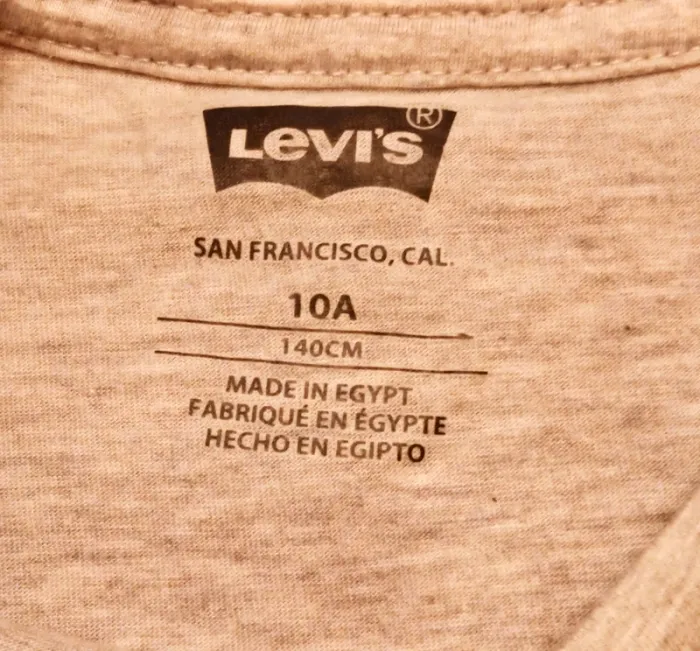 LEVI'S ®
SAN FRANCISCO, CAL.
10A
140CM
MADE IN EGYPT
FABRIQUÉ EN ÉGYPTE
HECHO EN EGIPTO